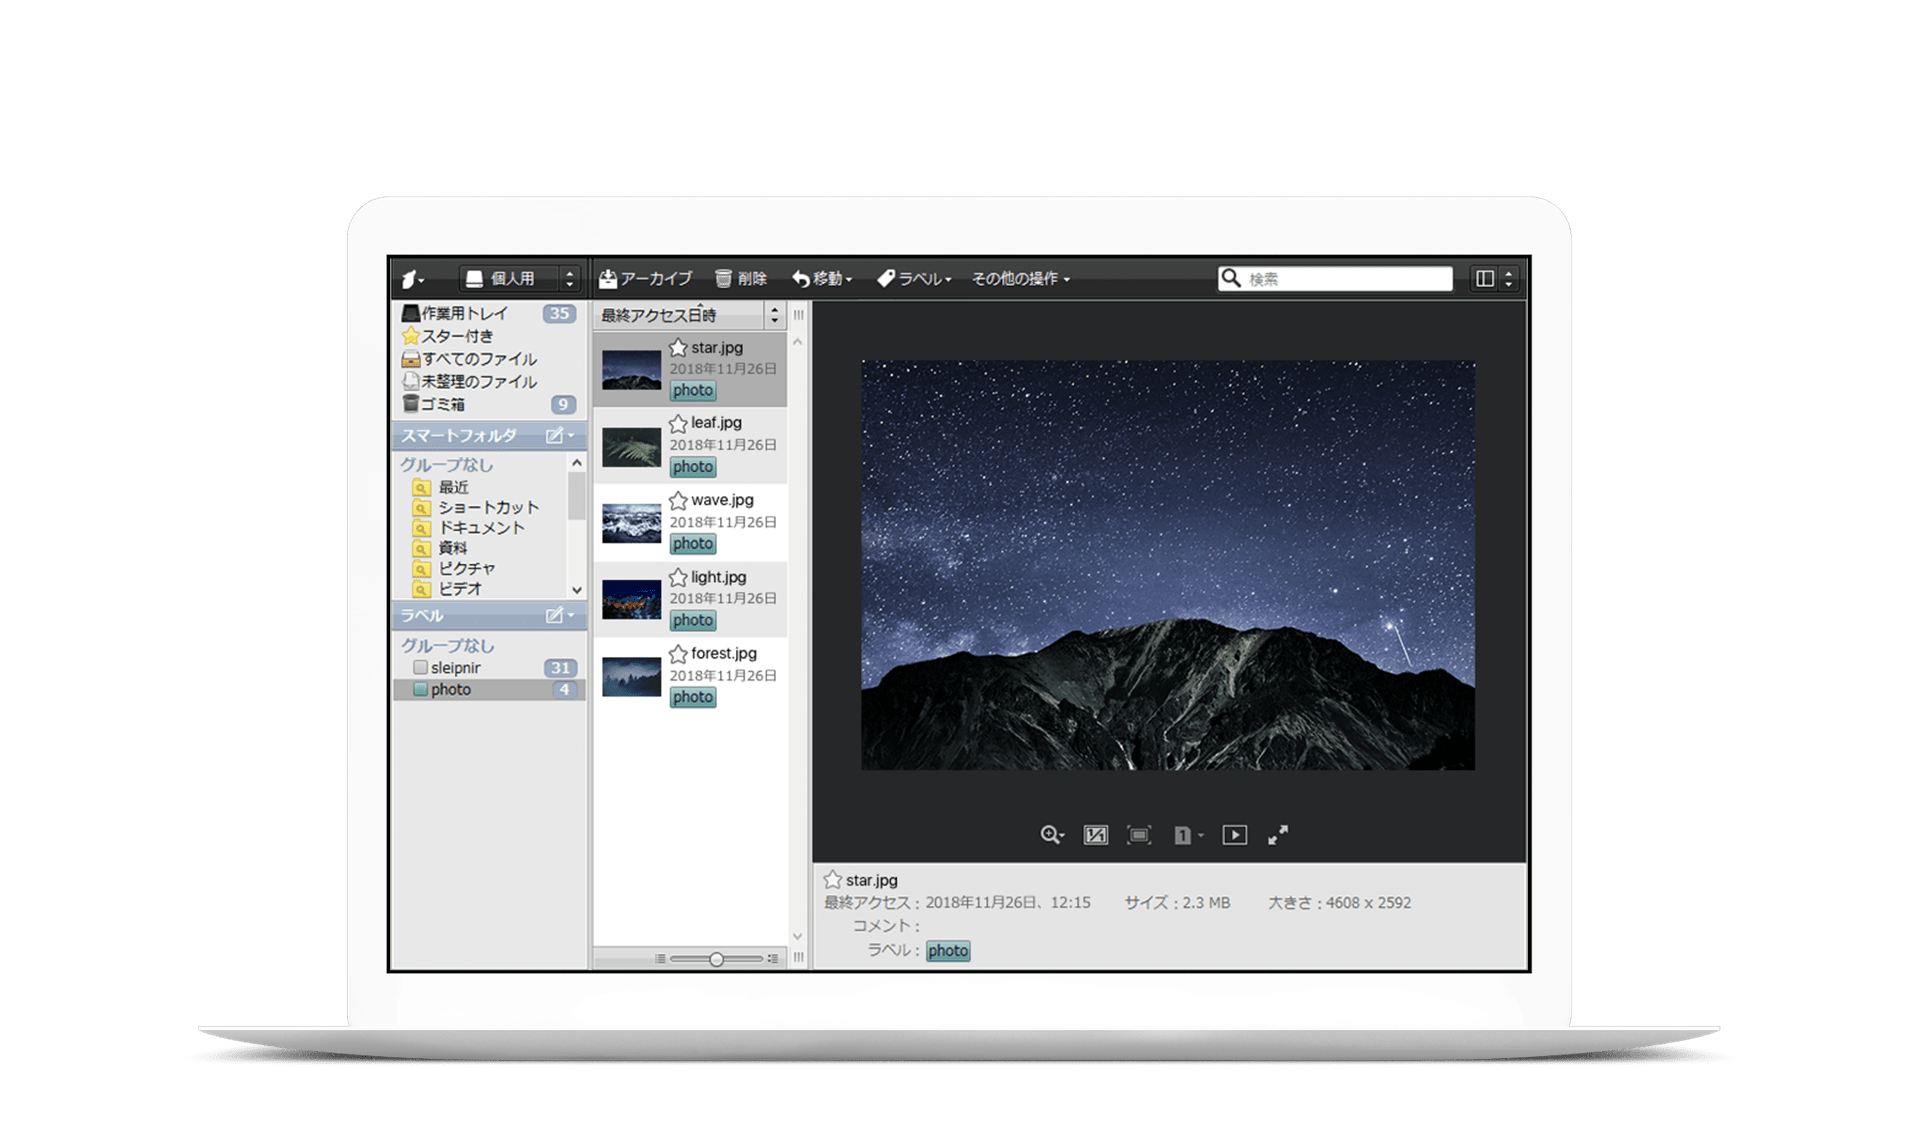 個人用
アーカイブ 削除 移動 ラベル その他の操作 検索
作業用トレイ 35
スター付き
すべてのファイル
未整理のファイル
ゴミ箱 9
スマートフォルダ
グループなし
最近
ショートカット
ドキュメント
資料
ピクチャ
ビデオ
ラベル
グループなし
sleipnir 31
photo 4
最終アクセス日時
star.jpg
2018年11月26日
photo
leaf.jpg
2018年11月26日
photo
wave.jpg
2018年11月26日
photo
light.jpg
2018年11月26日
photo
forest.jpg
2018年11月26日
photo
1/1 1
star.jpg
最終アクセス : 2018年11月26日、12:15 サイズ : 2.3 MB 大きさ : 4608 x 2592
コメント :
ラベル : photo